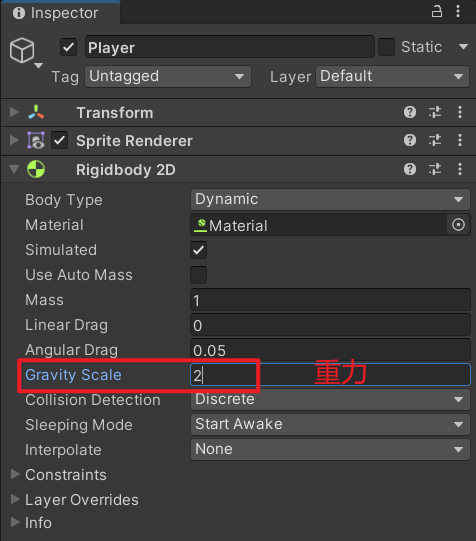 Inspector
Player
Static
Tag Untagged Layer Default
Transform
Sprite Renderer
Rigidbody 2D
Body Type Dynamic
Material Material
Simulated
Use Auto Mass
Mass 1
Linear Drag 0
Angular Drag 0.05
Gravity Scale 2 重力
Collision Detection Discrete
Sleeping Mode Start Awake
Interpolate None
Constraints
Layer Overrides
Info